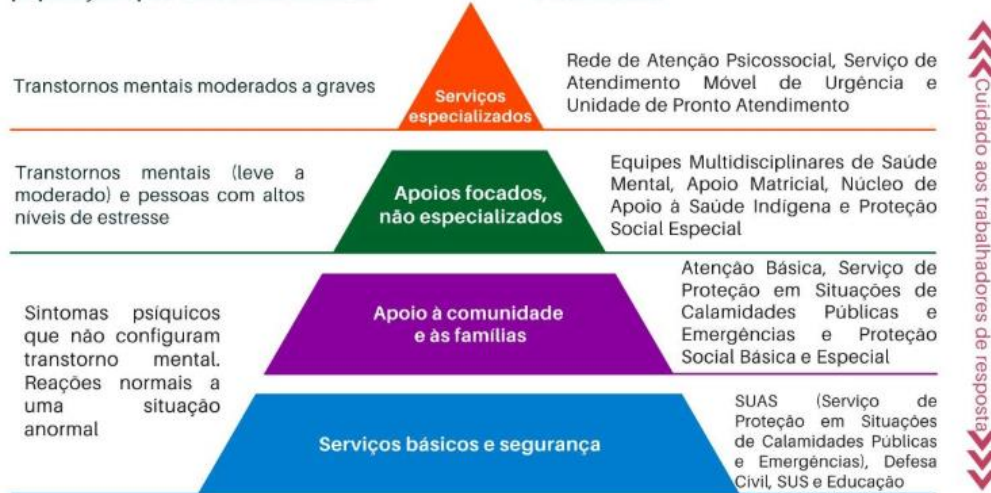 Transtornos mentais moderados a graves
Serviços
especializados
Rede de Atenção Psicossocial, Serviço de
Atendimento Móvel de Urgência e
Unidade de Pronto Atendimento
Transtornos mentais (leve a
moderado) e pessoas com altos
níveis de estresse
Apoios focados,
não especializados
Equipes Multidisciplinares de Saúde
Mental, Apoio Matricial, Núcleo de
Apoio à Saúde Indígena e Proteção
Social Especial
Sintomas psíquicos
que não configuram
transtorno mental.
Reações normais a
uma situação
anormal
Apoio à comunidade
e às famílias
Atenção Básica, Serviço de
Proteção em Situações de
Calamidades Públicas e
Emergências e Proteção
Social Básica e Especial
Serviços básicos e segurança
SUAS (Serviço de
Proteção em Situações
de Calamidades Públicas
e Emergências), Defesa
Civil, SUS e Educação
Cuidado aos trabalhadores de resposta